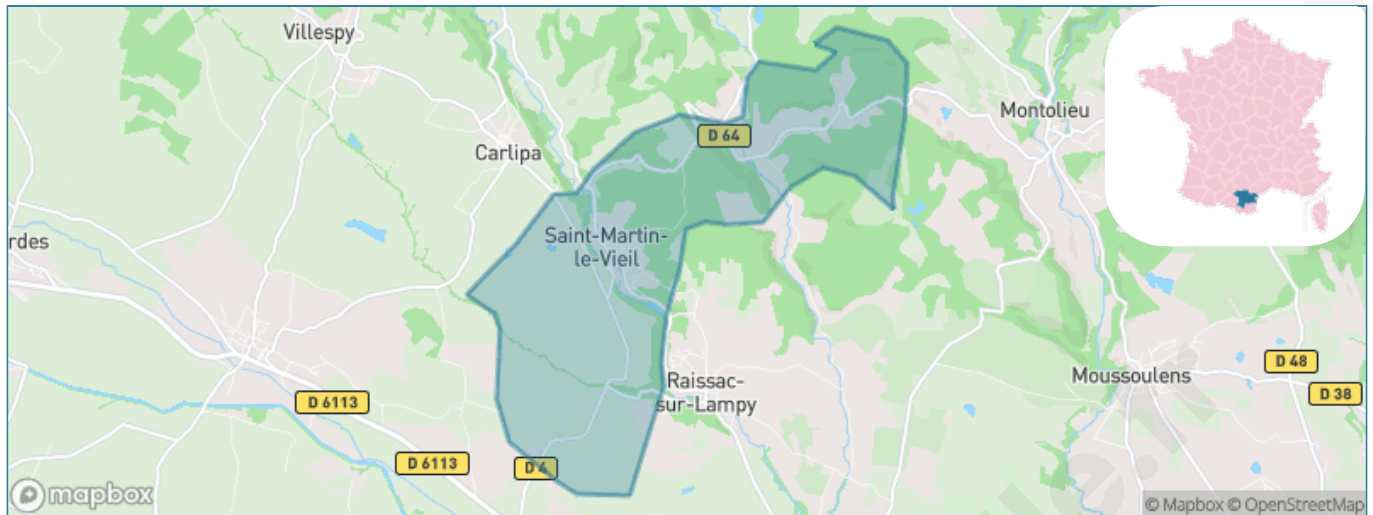 Villespy
Montolieu
D 64
Carlipa
Saint-Martin-
le-Vieil
rdes
D 48
Raissac-
sur-Lampy
Moussoulens
D 6113
D 38
D 6113
D 4
mapbox
© Mapbox © OpenStreetMap